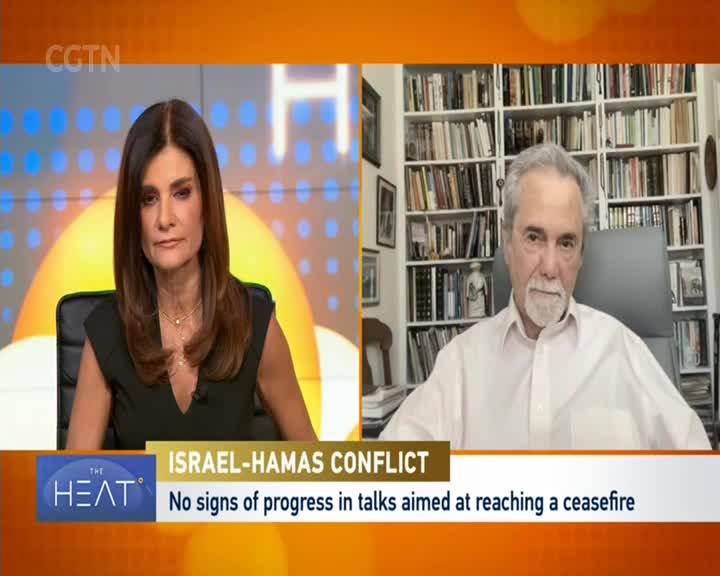 CGTN
H
ISRAEL-HAMAS CONFLICT
THE
HEAT
No signs of progress in talks aimed at reaching a ceasefire